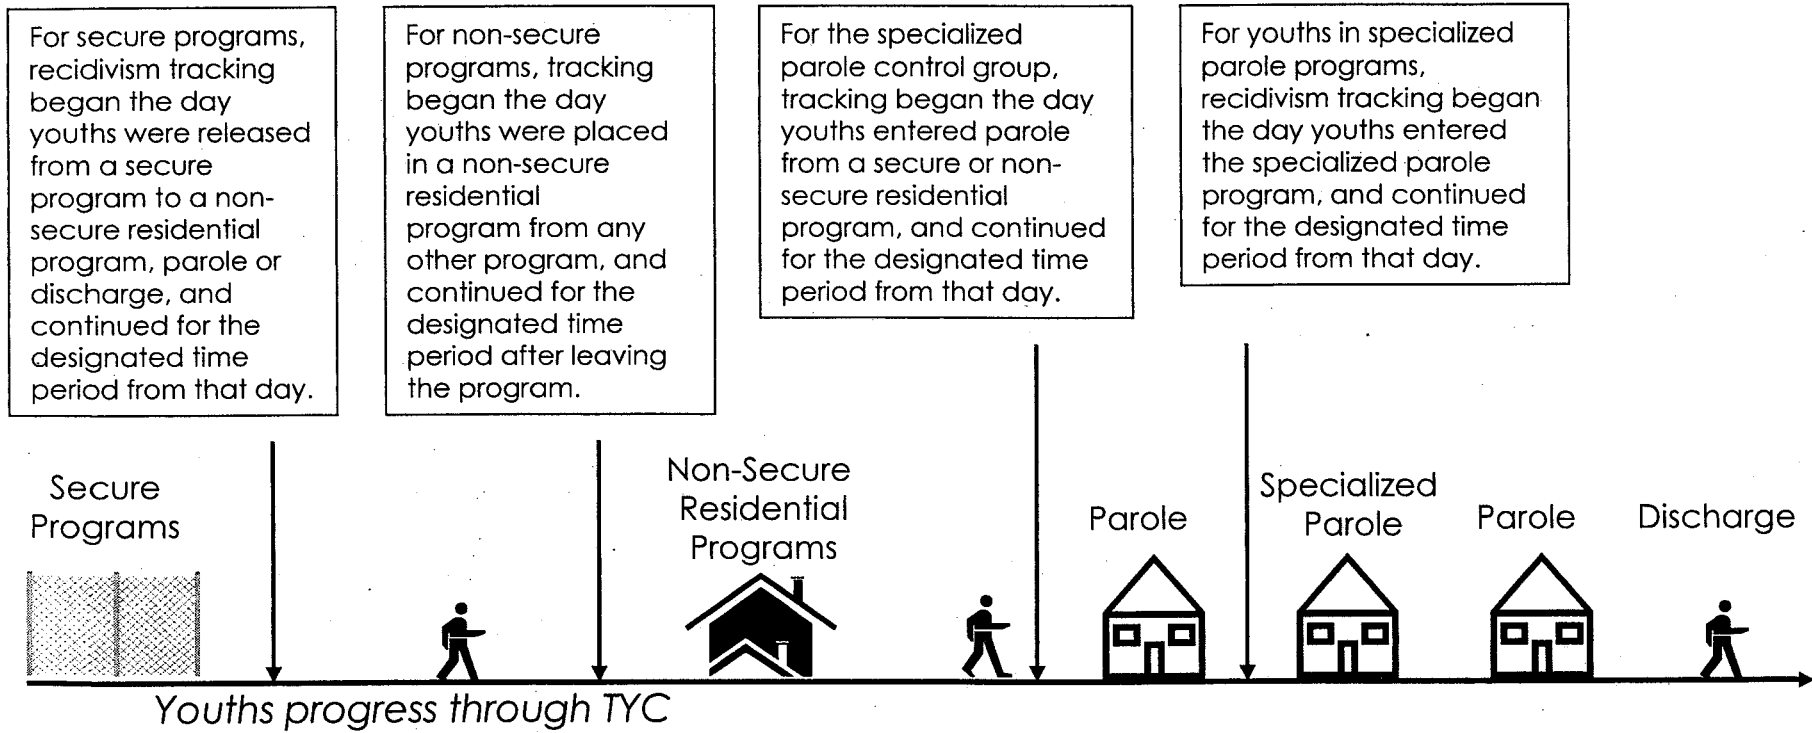 For secure programs,
recidivism tracking
began the day
youths were released
from a secure
program to a non-
secure residential
program, parole or
discharge, and
continued for the
designated time
period from that day.
For non-secure
programs, tracking
began the day
youths were placed
in a non-secure
residential
program from any
other program, and
continued for the
designated time
period after leaving
the program.
For the specialized
parole control group,
tracking began the day
youths entered parole
from a secure or non-
secure residential
program, and continued
for the designated time
period from that day.
For youths in specialized
parole programs,
recidivism tracking began
the day youths entered
the specialized parole
program, and continued
for the designated time
period from that day.
Secure
Programs
Non-Secure
Residential
Programs
Parole
Specialized
Parole
Parole
Discharge
Youths progress through TYC